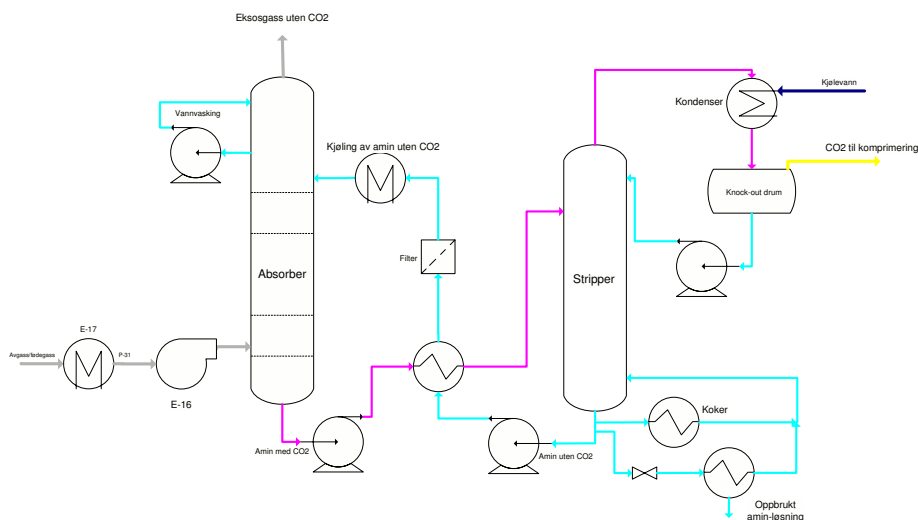 Eksosgass uten CO2
Vannvasking
Kjøling av amin uten CO2
Kondenser
Kjølevann
CO2 til komprimering
Knock-out drum
Filter
Absorber
Stripper
E-17
Avgass/fødegass
P-31
E-16
Amin med CO2
Amin uten CO2
Koker
Oppbrukt
amin-løsning